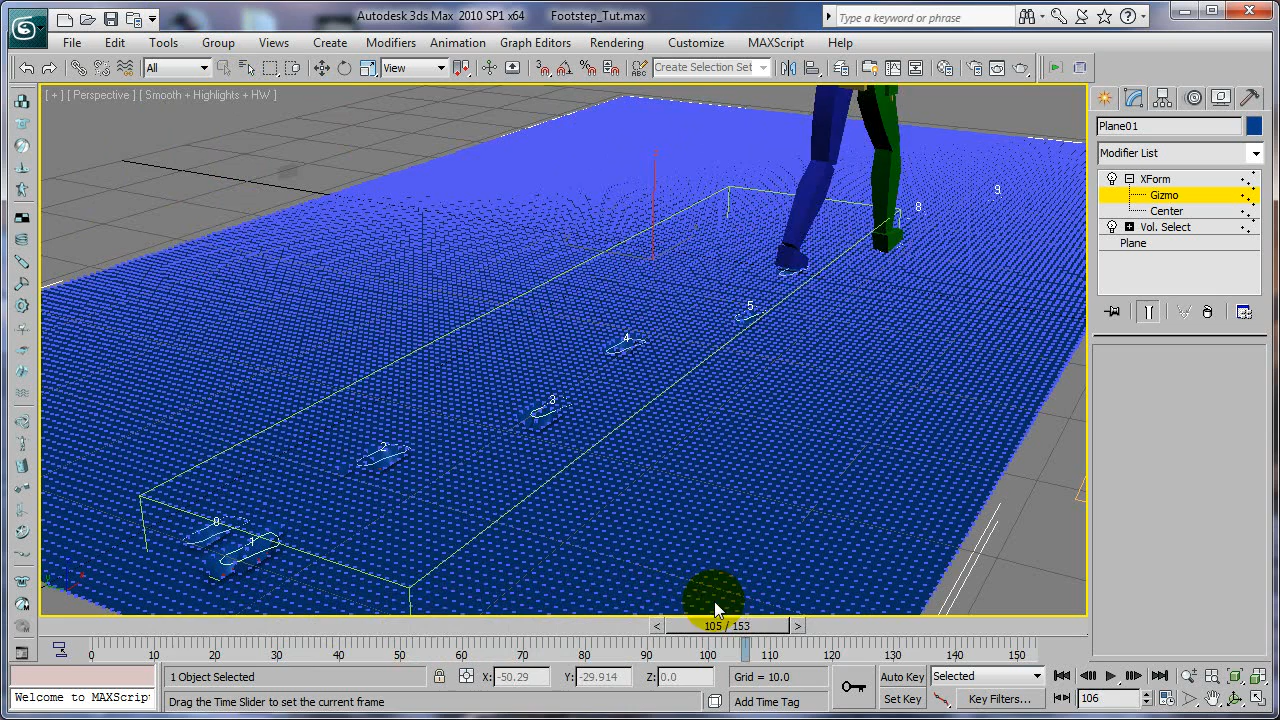 Autodesk 3ds Max 2010 SP1 x64 Footstep_Tut.max
Type a keyword or phrase
File Edit Tools Group Views Create Modifiers Animation Graph Editors Rendering Customize MAXScript Help
All View Create Selection Set
[ + ] [ Perspective ] [ Smooth + Highlights + HW ]
Plane01
Modifier List
XForm
Gizmo
Center
Vol. Select
Plane
9
8
5
4
3
2
0
1
< 105 / 153 >
0 10 20 30 40 50 60 70 80 90 100 110 120 130 140 150
1 Object Selected X: -50.29 Y: -29.914 Z: 0.0 Grid = 10.0 Auto Key Selected
Welcome to MAXScrip Drag the Time Slider to set the current frame Add Time Tag Set Key Key Filters... 106